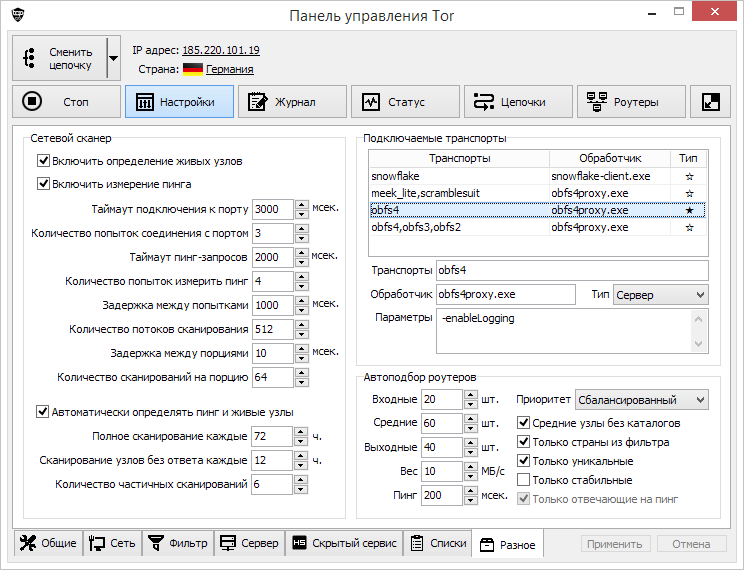 Панель управления Tor
Сменить цепочку
IP адрес: 185.220.101.19
Страна: Германия
Стоп
Настройки
Журнал
Статус
Цепочки
Роутеры
Сетевой сканер
Включить определение живых узлов
Включить измерение пинга
Таймаут подключения к порту 3000 мсек.
Количество попыток соединения с портом 3
Таймаут пинг-запросов 2000 мсек.
Количество попыток измерить пинг 4
Задержка между попытками 1000 мсек.
Количество потоков сканирования 512
Задержка между порциями 10 мсек.
Количество сканирований на порцию 64
Автоматически определять пинг и живые узлы
Полное сканирование каждые 72 ч.
Сканирование узлов без ответа каждые 12 ч.
Количество частичных сканирований 6
Подключаемые транспорты
Транспорты Обработчик Тип
snowflake snowflake-client.exe ☆
meek_lite,scramblesuit obfs4proxy.exe ☆
obfs4 obfs4proxy.exe ★
obfs4,obfs3,obfs2 obfs4proxy.exe ☆
Транспорты obfs4
Обработчик obfs4proxy.exe Тип Сервер
Параметры -enableLogging
Автоподбор роутеров
Входные 20 шт.
Средние 60 шт.
Выходные 40 шт.
Вес 10 МБ/с
Пинг 200 мсек.
Приоритет Сбалансированный
Средние узлы без каталогов
Только страны из фильтра
Только уникальные
Только стабильные
Только отвечающие на пинг
Общие
Сеть
Фильтр
Сервер
HS Скрытый сервис
Списки
Разное
Применить
Отмена